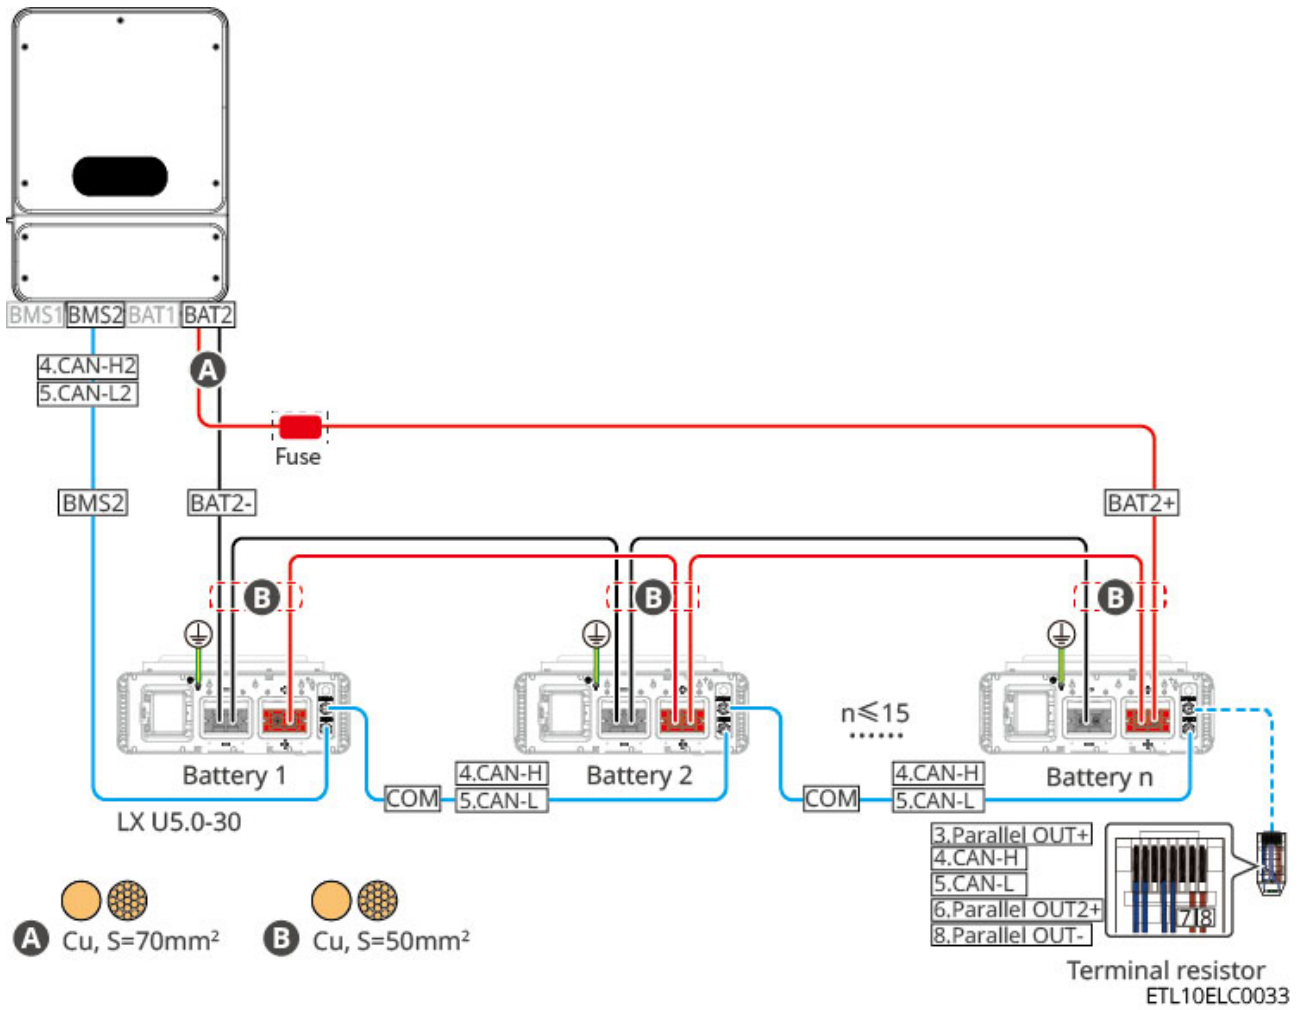 BMS1 BMS2 BAT1 BAT2
4.CAN-H2
5.CAN-L2
A
Fuse
BMS2
BAT2-
BAT2+
B
B
B
n≤15
......
Battery 1
Battery 2
Battery n
4.CAN-H
5.CAN-L
4.CAN-H
5.CAN-L
COM
COM
LX U5.0-30
3.Parallel OUT+
4.CAN-H
5.CAN-L
6.Parallel OUT2+
8.Parallel OUT-
7 8
A Cu, S=70mm²
B Cu, S=50mm²
Terminal resistor
ETL10ELC0033